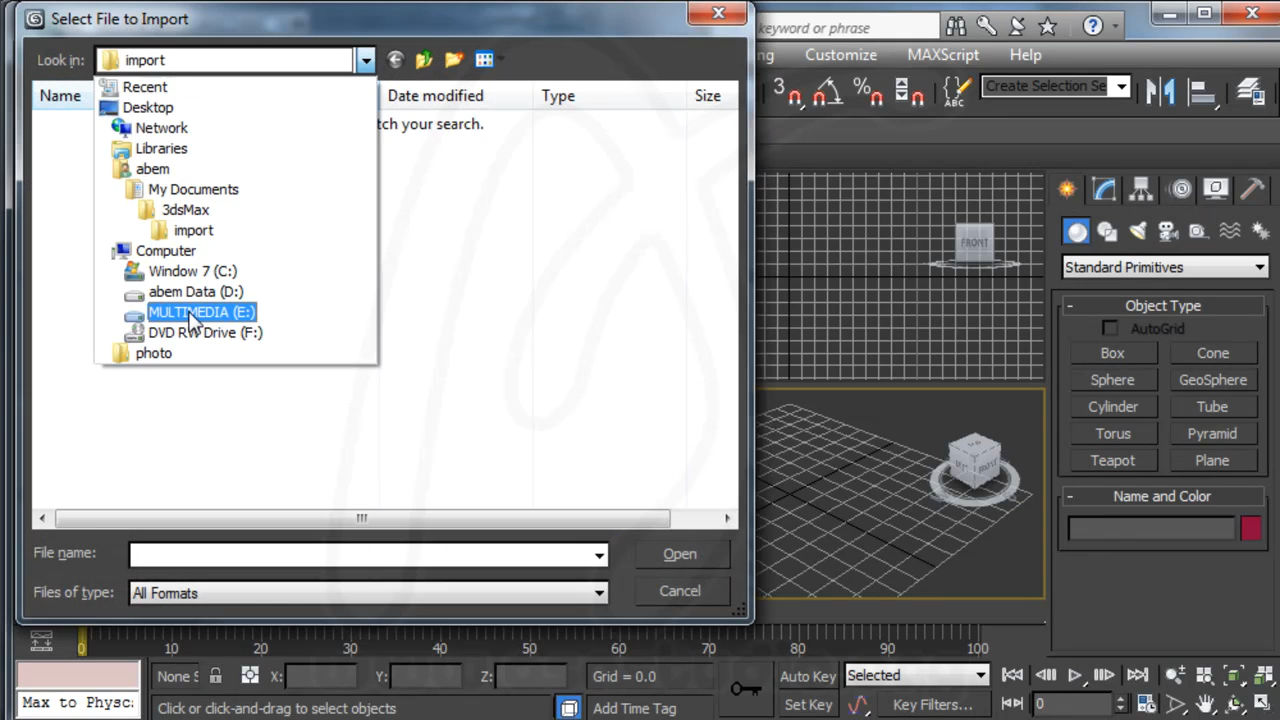 Select File to Import
keyword or phrase
Look in:
import
ng
Customize
MAXScript
Help
Recent
Desktop
Network
Libraries
abem
My Documents
3dsMax
import
Computer
Window 7 (C:)
abem Data (D:)
MULTIMEDIA (E:)
DVD RW Drive (F:)
photo
Name
Date modified
Type
Size
tch your search.
3
%
ABC
Create Selection Se
FRONT
Standard Primitives
- Object Type
AutoGrid
Box
Cone
Sphere
GeoSphere
Cylinder
Tube
Torus
Pyramid
Teapot
Plane
- Name and Color
File name:
Open
Files of type:
All Formats
Cancel
0 10 20 30 40 50 60 70 80 90 100
None S
X:
Y:
Z:
Grid = 0.0
Auto Key
Selected
Max to Physc:
Click or click-and-drag to select objects
Add Time Tag
Set Key
Key Filters...
0